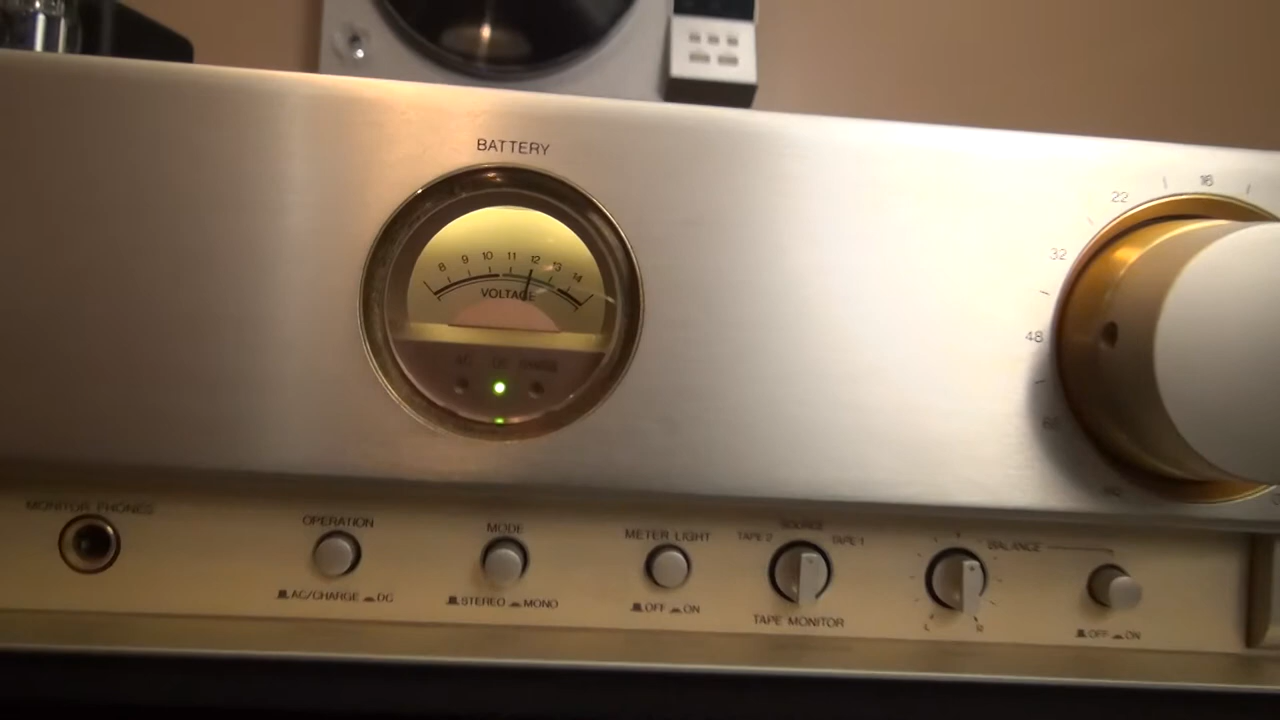 BATTERY
8 9 10 11 12 13 14
VOLTAGE
22 16
32
48
MONITOR PHONES
OPERATION
AC/CHARGE DC
MODE
STEREO MONO
METER LIGHT
OFF ON
SOURCE
TAPE 2 TAPE 1
TAPE MONITOR
BALANCE
L R
OFF ON